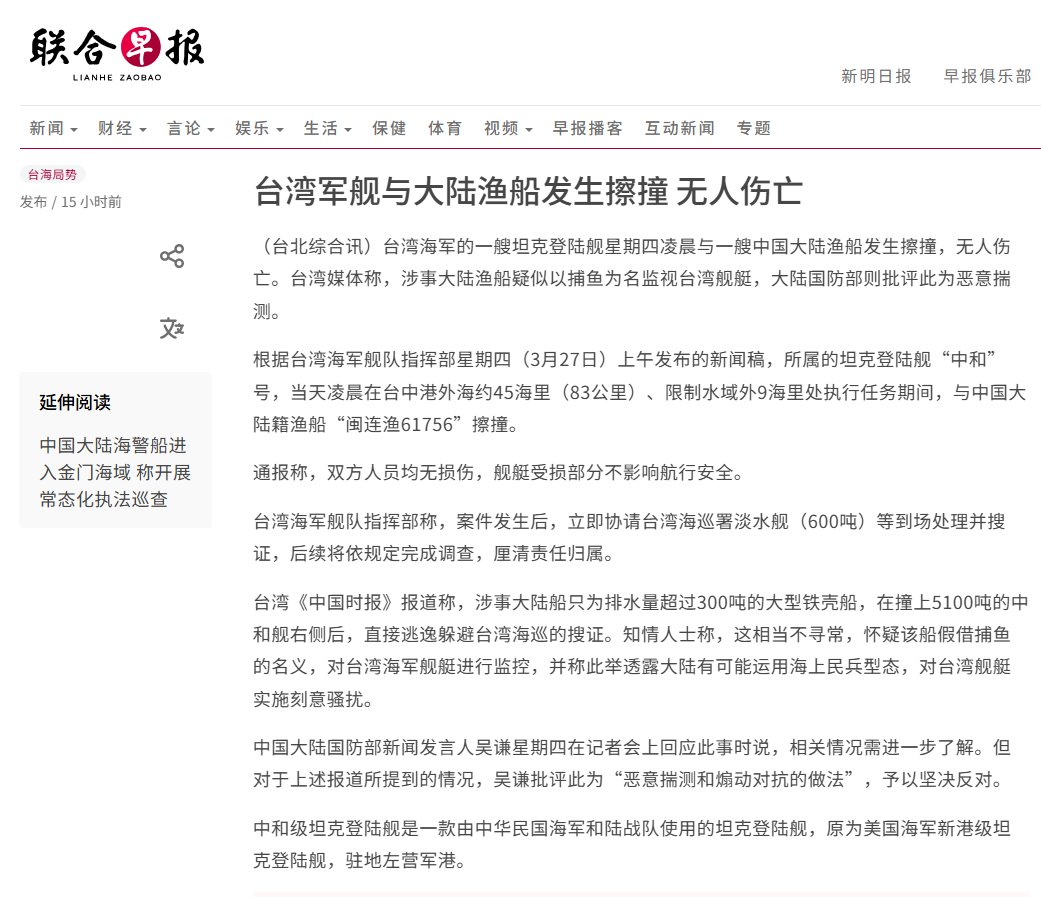 联合早报
LIANHE ZAOBAO
新明日报 早报俱乐部
新闻 财经 言论 娱乐 生活 保健 体育 视频 早报播客 互动新闻 专题
台海局势
发布 / 15 小时前
文
延伸阅读
中国大陆海警船进
入金门海域 称开展
常态化执法巡查
台湾军舰与大陆渔船发生擦撞 无人伤亡
（台北综合讯）台湾海军的一艘坦克登陆舰星期四凌晨与一艘中国大陆渔船发生擦撞，无人伤
亡。台湾媒体称，涉事大陆渔船疑似以捕鱼为名监视台湾舰艇，大陆国防部则批评此为恶意揣
测。
根据台湾海军舰队指挥部星期四（3月27日）上午发布的新闻稿，所属的坦克登陆舰“中和”
号，当天凌晨在台中港外海约45海里（83公里）、限制水域外9海里处执行任务期间，与中国大
陆籍渔船“闽连渔61756”擦撞。
通报称，双方人员均无损伤，舰艇受损部分不影响航行安全。
台湾海军舰队指挥部称，案件发生后，立即协请台湾海巡署淡水舰（600吨）等到场处理并搜
证，后续将依规定完成调查，厘清责任归属。
台湾《中国时报》报道称，涉事大陆船只为排水量超过300吨的大型铁壳船，在撞上5100吨的中
和舰右侧后，直接逃逸躲避台湾海巡的搜证。知情人士称，这相当不寻常，怀疑该船假借捕鱼
的名义，对台湾海军舰艇进行监控，并称此举透露大陆有可能运用海上民兵型态，对台湾舰艇
实施刻意骚扰。
中国大陆国防部新闻发言人吴谦星期四在记者会上回应此事时说，相关情况需进一步了解。但
对于上述报道所提到的情况，吴谦批评此为“恶意揣测和煽动对抗的做法”，予以坚决反对。
中和级坦克登陆舰是一款由中华民国海军和陆战队使用的坦克登陆舰，原为美国海军新港级坦
克登陆舰，驻地左营军港。